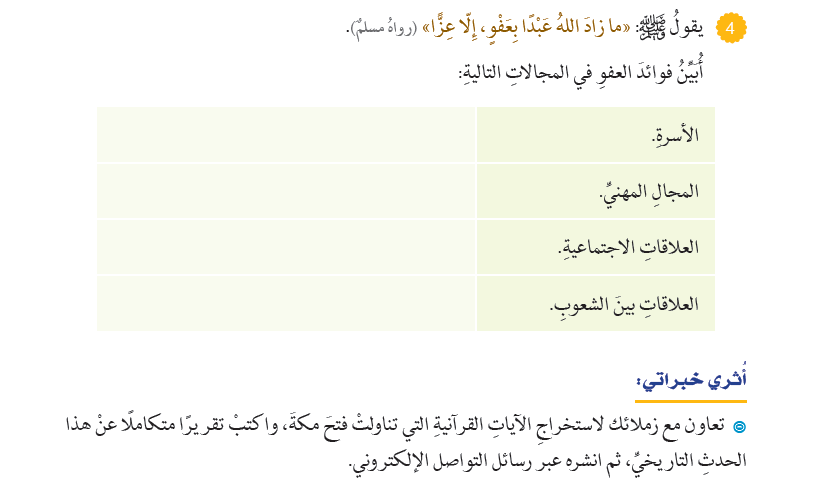 4 يقولُ ﷺ: «ما زادَ اللهُ عَبْدًا بِعَفْوٍ، إِلّا عِزًّا» (رواهُ مسلمٌ).
أُبَيِّنُ فوائدَ العفوِ في المجالاتِ التاليةِ:
الأسرةِ.
المجالِ المهنيِّ.
العلاقاتِ الاجتماعيةِ.
العلاقاتِ بينَ الشعوبِ.
أُثري خبراتي:
تعاون مع زملائك لاستخراجِ الآياتِ القرآنيةِ التي تناولتْ فتحَ مكةَ، واكتبْ تقريرًا متكاملًا عنْ هذا
الحدثِ التاريخيِّ، ثم انشره عبر رسائل التواصل الإلكتروني.